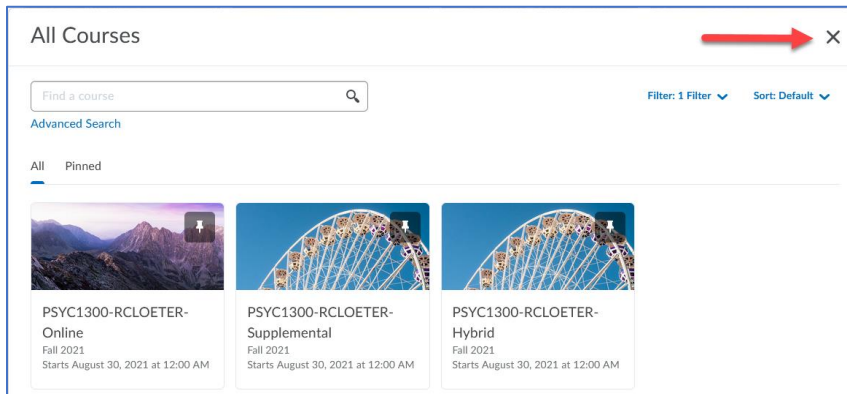 All Courses
Find a course
Filter: 1 Filter
Sort: Default
Advanced Search
All
Pinned
PSYC1300-RCLOETER-
Online
Fall 2021
Starts August 30, 2021 at 12:00 AM
PSYC1300-RCLOETER-
Supplemental
Fall 2021
Starts August 30, 2021 at 12:00 AM
PSYC1300-RCLOETER-
Hybrid
Fall 2021
Starts August 30, 2021 at 12:00 AM